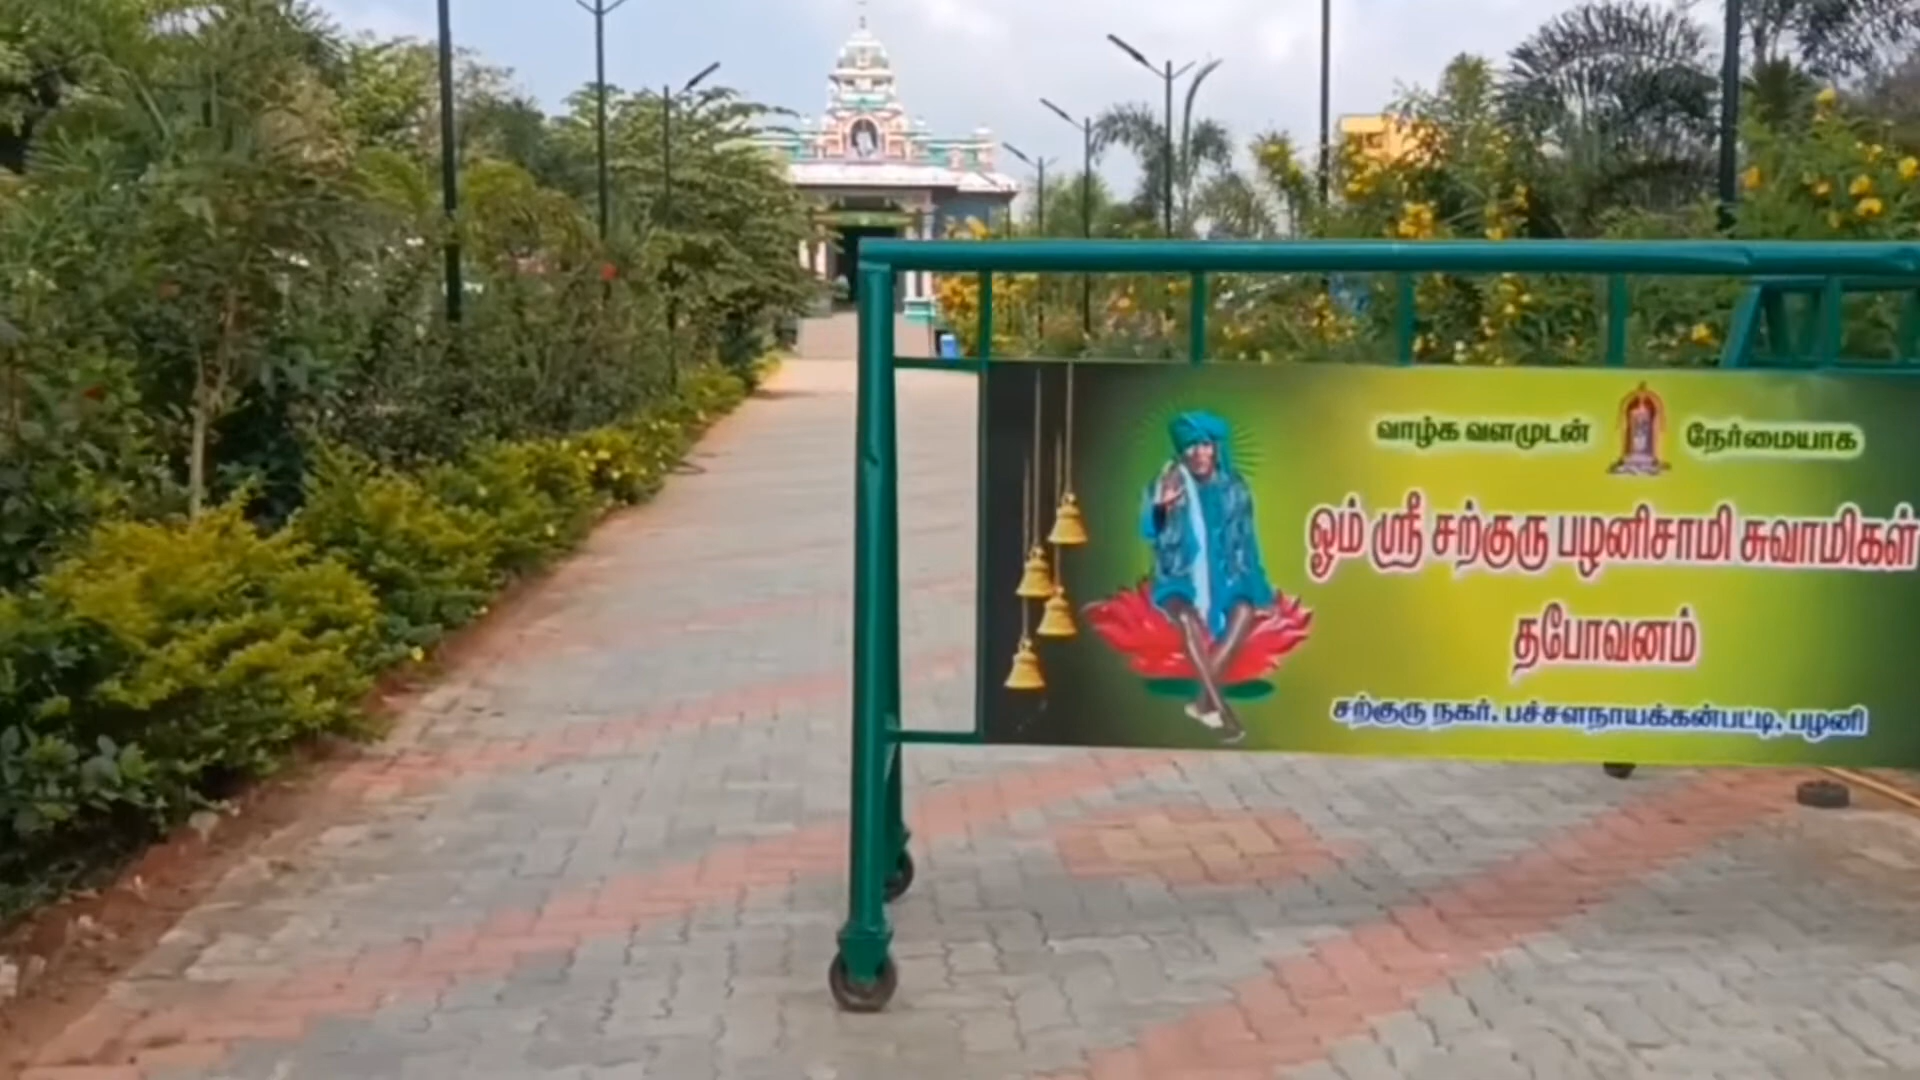 வாழ்க வளமுடன் நேர்மையாக
ஓம் ஸ்ரீ சற்குரு பழனிசாமி சுவாமிகள்
தபோவனம்
சற்குரு நகர், பச்சளநாயக்கன்பட்டி, பழனி